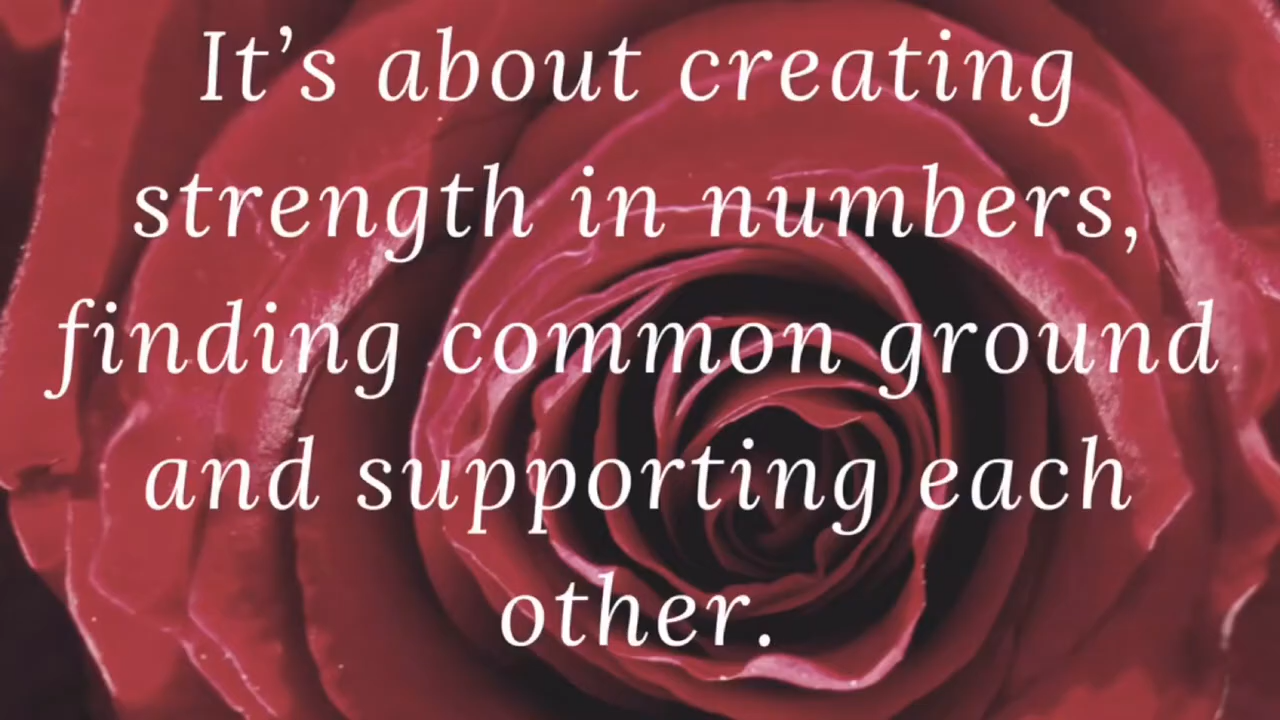 It’s about creating
strength in numbers,
finding common ground
and supporting each
other.